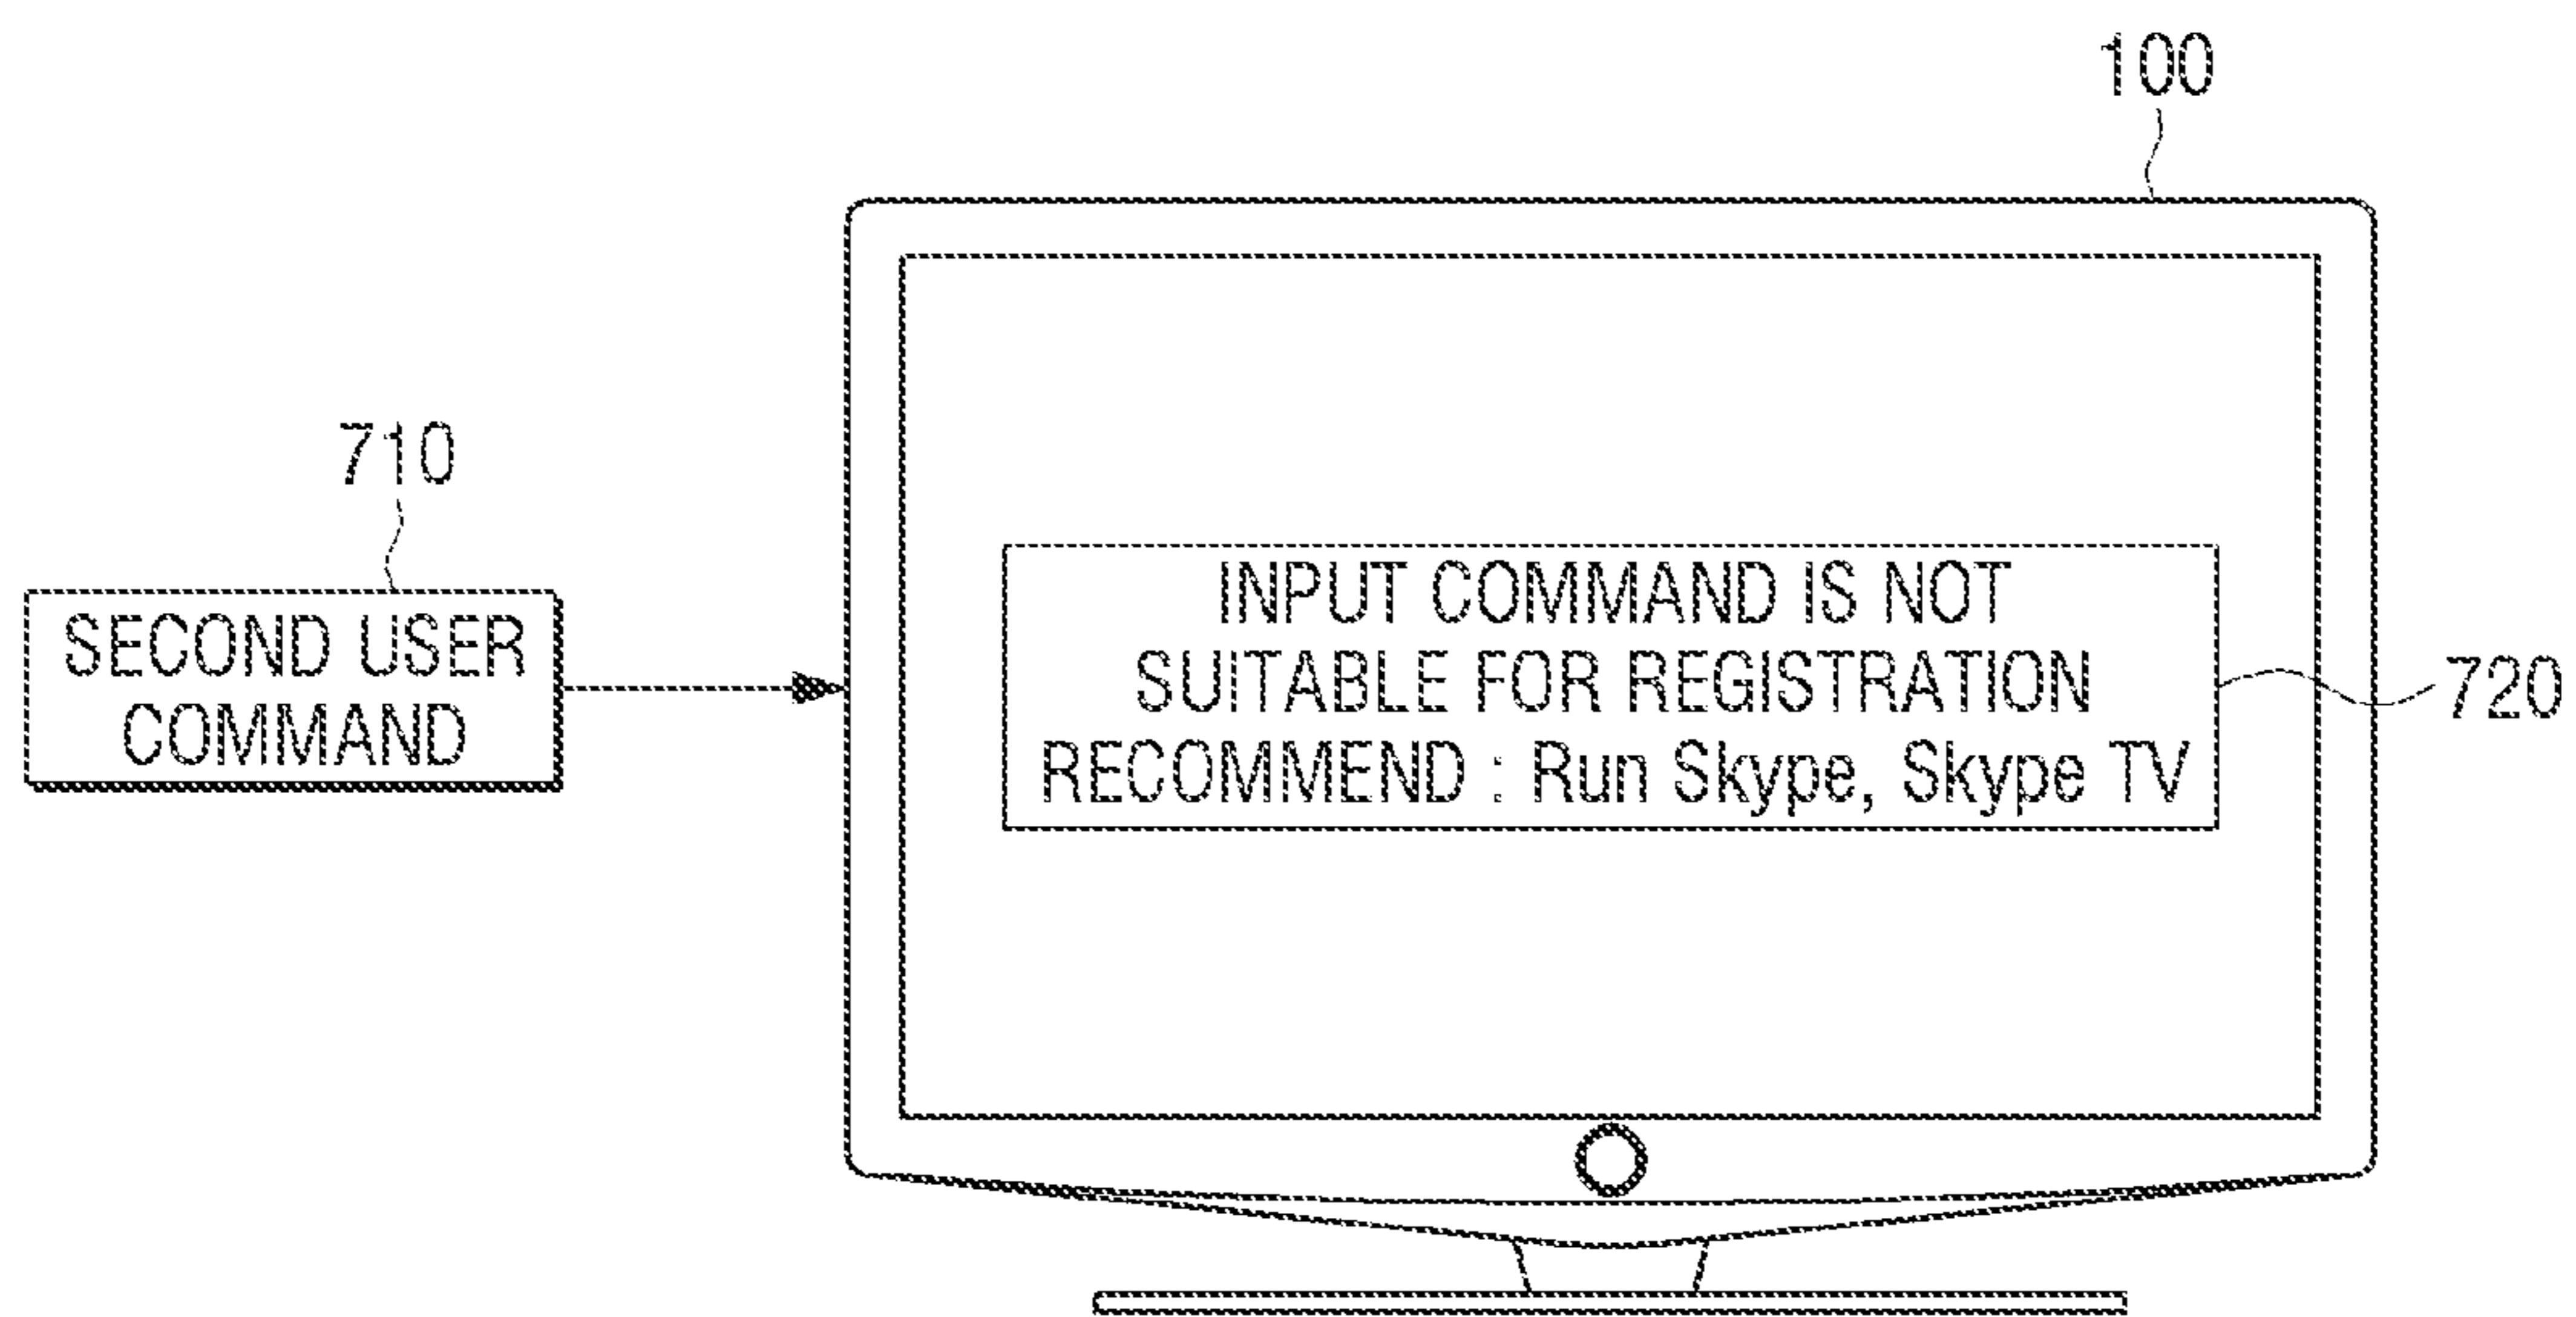 100
710
SECOND USER
COMMAND
INPUT COMMAND IS NOT
SUITABLE FOR REGISTRATION
RECOMMEND : Run Skype, Skype TV
720